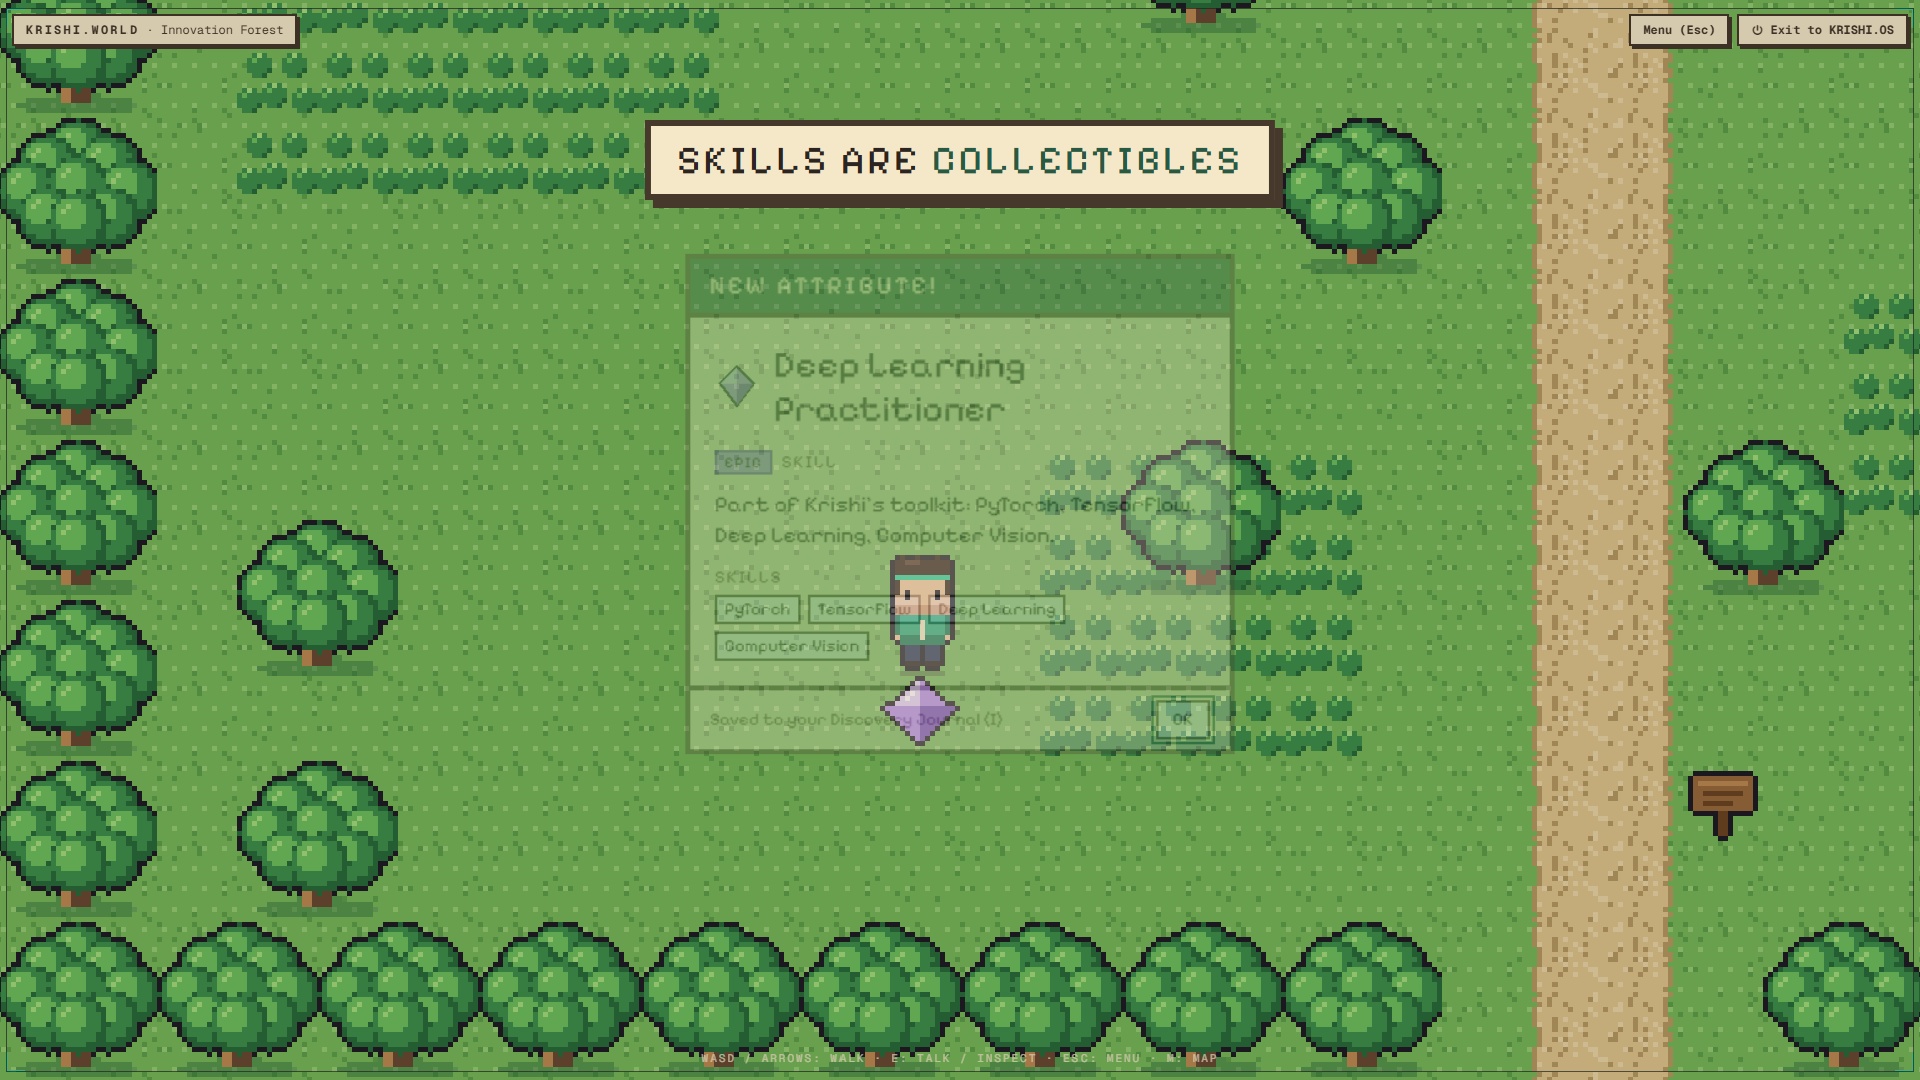 KRISHI.WORLD · Innovation Forest
Menu (Esc)
Exit to KRISHI.OS
SKILLS ARE COLLECTIBLES
NEW ATTRIBUTE!
Deep Learning
Practitioner
EPIC SKILL
Part of Krishi's toolkit: PyTorch, TensorFlow,
Deep Learning, Computer Vision.
SKILLS
PyTorch TensorFlow Deep Learning
Computer Vision
Saved to your Discovery Journal (I)
OK
WASD / ARROWS: WALK · E: TALK / INSPECT · ESC: MENU · M: MAP